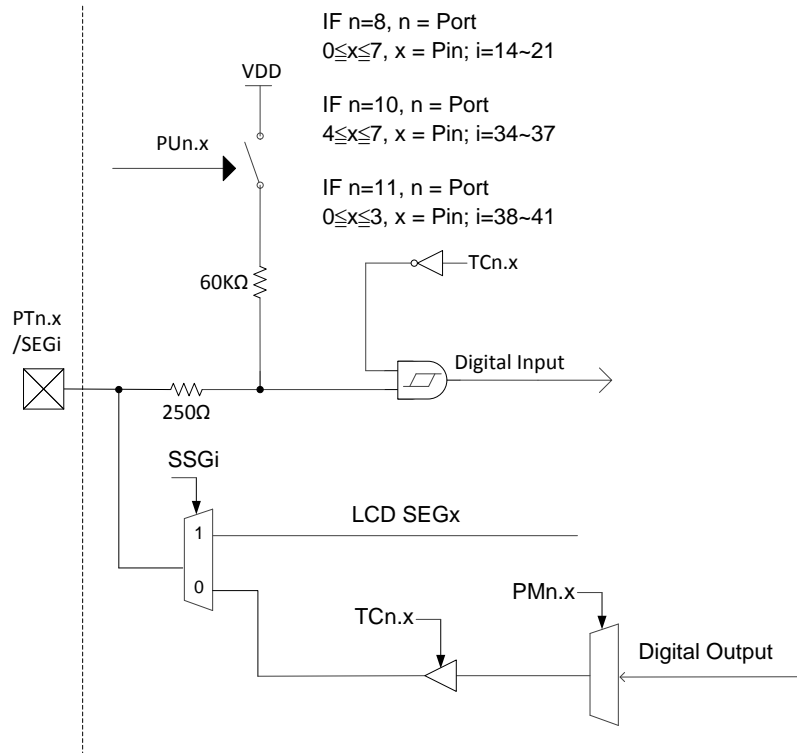 IF n=8, n = Port
0≦x≦7, x = Pin; i=14~21
VDD
IF n=10, n = Port
4≦x≦7, x = Pin; i=34~37
PUn.x
IF n=11, n = Port
0≦x≦3, x = Pin; i=38~41
TCn.x
60KΩ
PTn.x
/SEGi
Digital Input
250Ω
SSGi
LCD SEGx
1
0
PMn.x
TCn.x
Digital Output